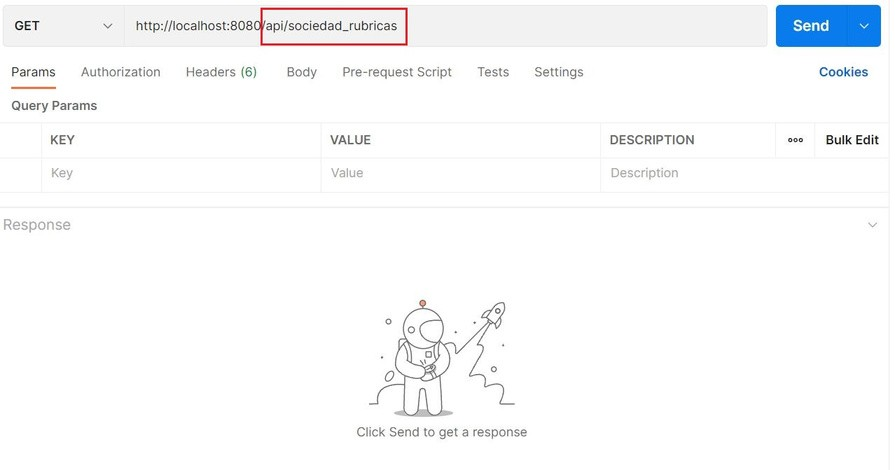 GET http://localhost:8080/api/sociedad_rubricas Send
Params Authorization Headers (6) Body Pre-request Script Tests Settings Cookies
Query Params
KEY VALUE DESCRIPTION Bulk Edit
Key Value Description
Response
Click Send to get a response